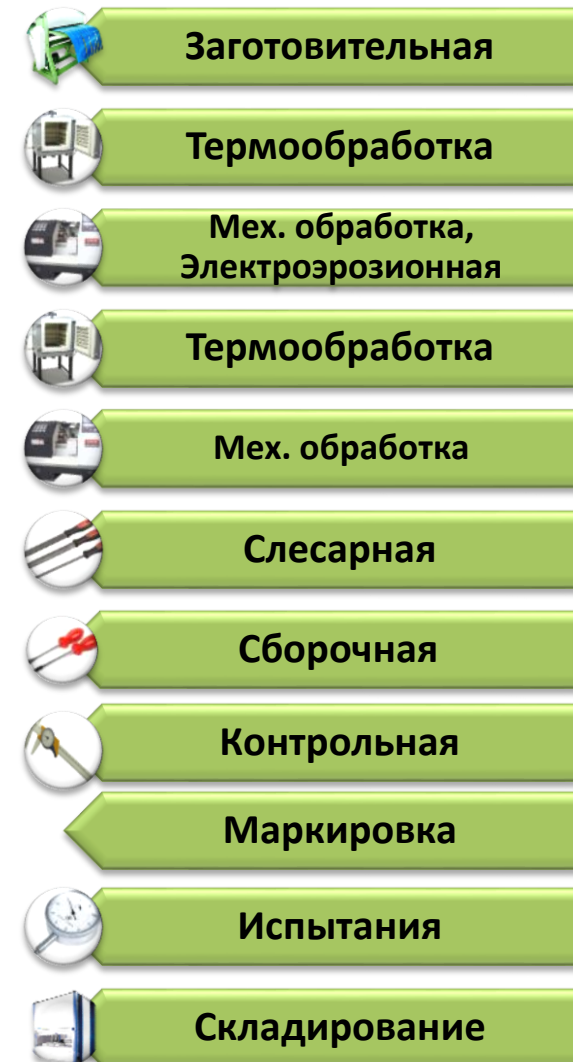 Заготовительная
Термообработка
Мех. обработка,
Электроэрозионная
Термообработка
Мех. обработка
Слесарная
Сборочная
Контрольная
Маркировка
Испытания
Складирование